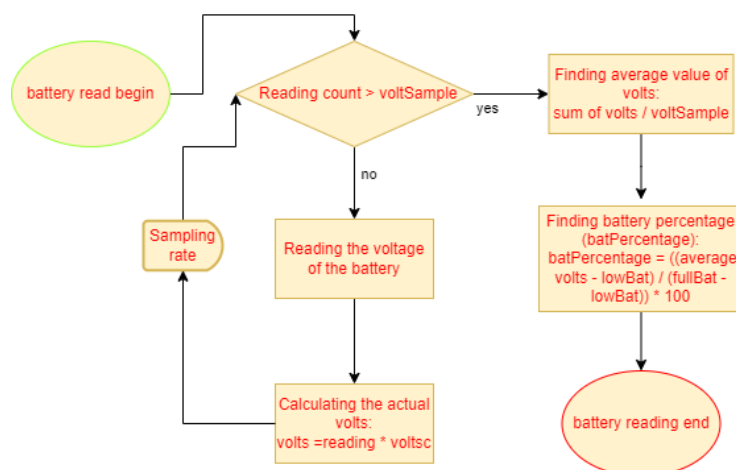 battery read begin
Reading count > voltSample
yes
no
Finding average value of
volts:
sum of volts / voltSample
Sampling
rate
Reading the voltage
of the battery
Finding battery percentage
(batPercentage):
batPercentage = ((average
volts - lowBat) / (fullBat -
lowBat)) * 100
Calculating the actual
volts:
volts =reading * voltsc
battery reading end